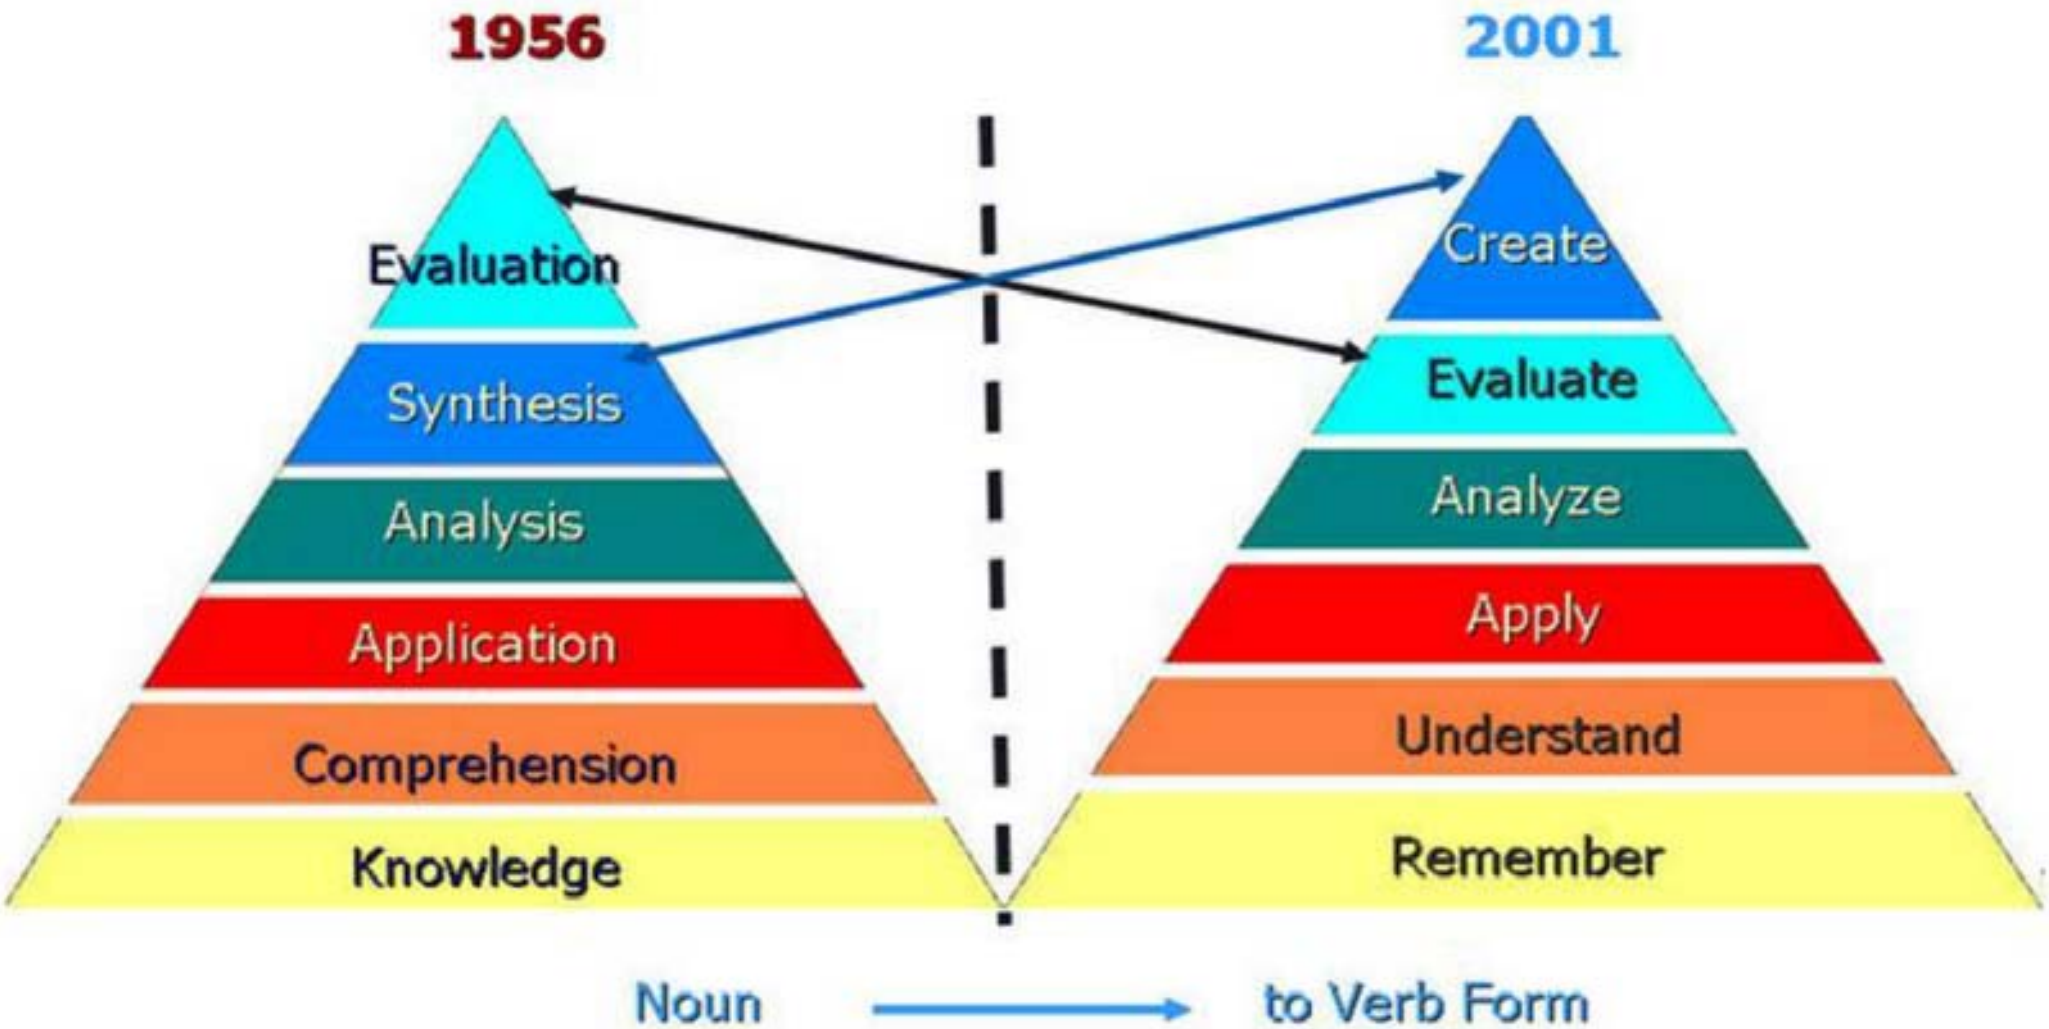 1956
2001
Evaluation
Synthesis
Analysis
Application
Comprehension
Knowledge
Create
Evaluate
Analyze
Apply
Understand
Remember
Noun to Verb Form